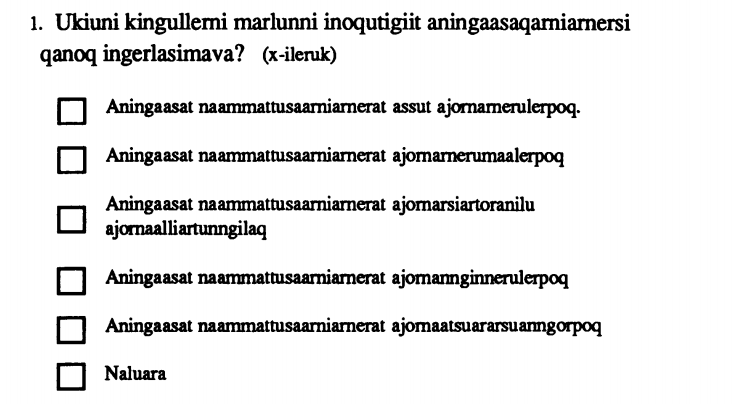 1. Ukiuni kingullerni marlunni inoqutigiit aningaasaqarniarnersi
qanoq ingerlasimava? (x-ileruk)
Aningaasat naammattusaarniarnerat assut ajornarnerulerpoq.
Aningaasat naammattusaarniarnerat ajornarnerumaalerpoq
Aningaasat naammattusaarniarnerat ajornarsiartoranilu
ajornaalliartunngilaq
Aningaasat naammattusaarniarnerat ajornannginnerulerpoq
Aningaasat naammattusaarniarnerat ajornaatsuararsuanngorpoq
Naluara